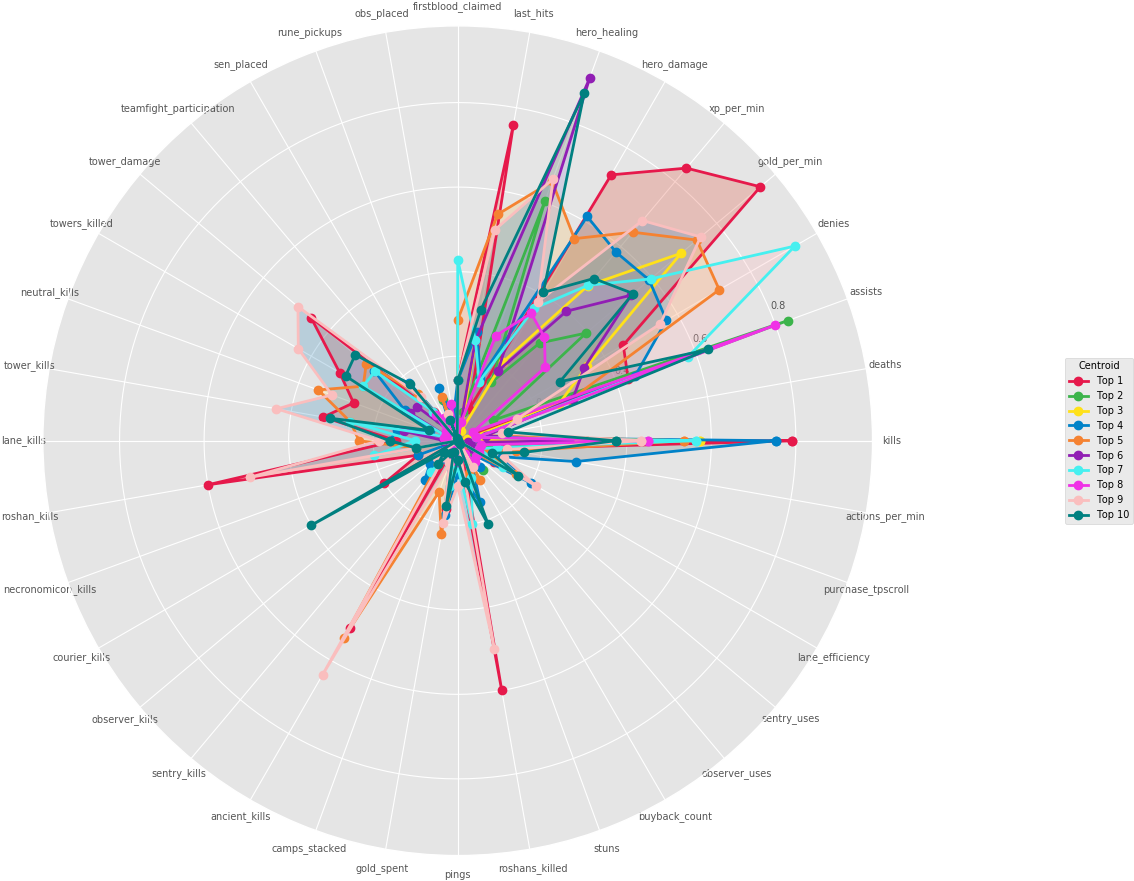 firstblood_claimed
obs_placed
last_hits
rune_pickups
hero_healing
sen_placed
hero_damage
teamfight_participation
xp_per_min
tower_damage
gold_per_min
towers_killed
denies
neutral_kills
assists
0.8
0.6
tower_kills
deaths
Centroid
Top 1
Top 2
Top 3
Top 4
Top 5
Top 6
Top 7
Top 8
Top 9
Top 10
lane_kills
kills
roshan_kills
actions_per_min
necronomicon_kills
purchase_tpscroll
courier_kills
lane_efficiency
observer_kills
sentry_uses
sentry_kills
observer_uses
ancient_kills
buyback_count
camps_stacked
stuns
gold_spent
roshans_killed
pings